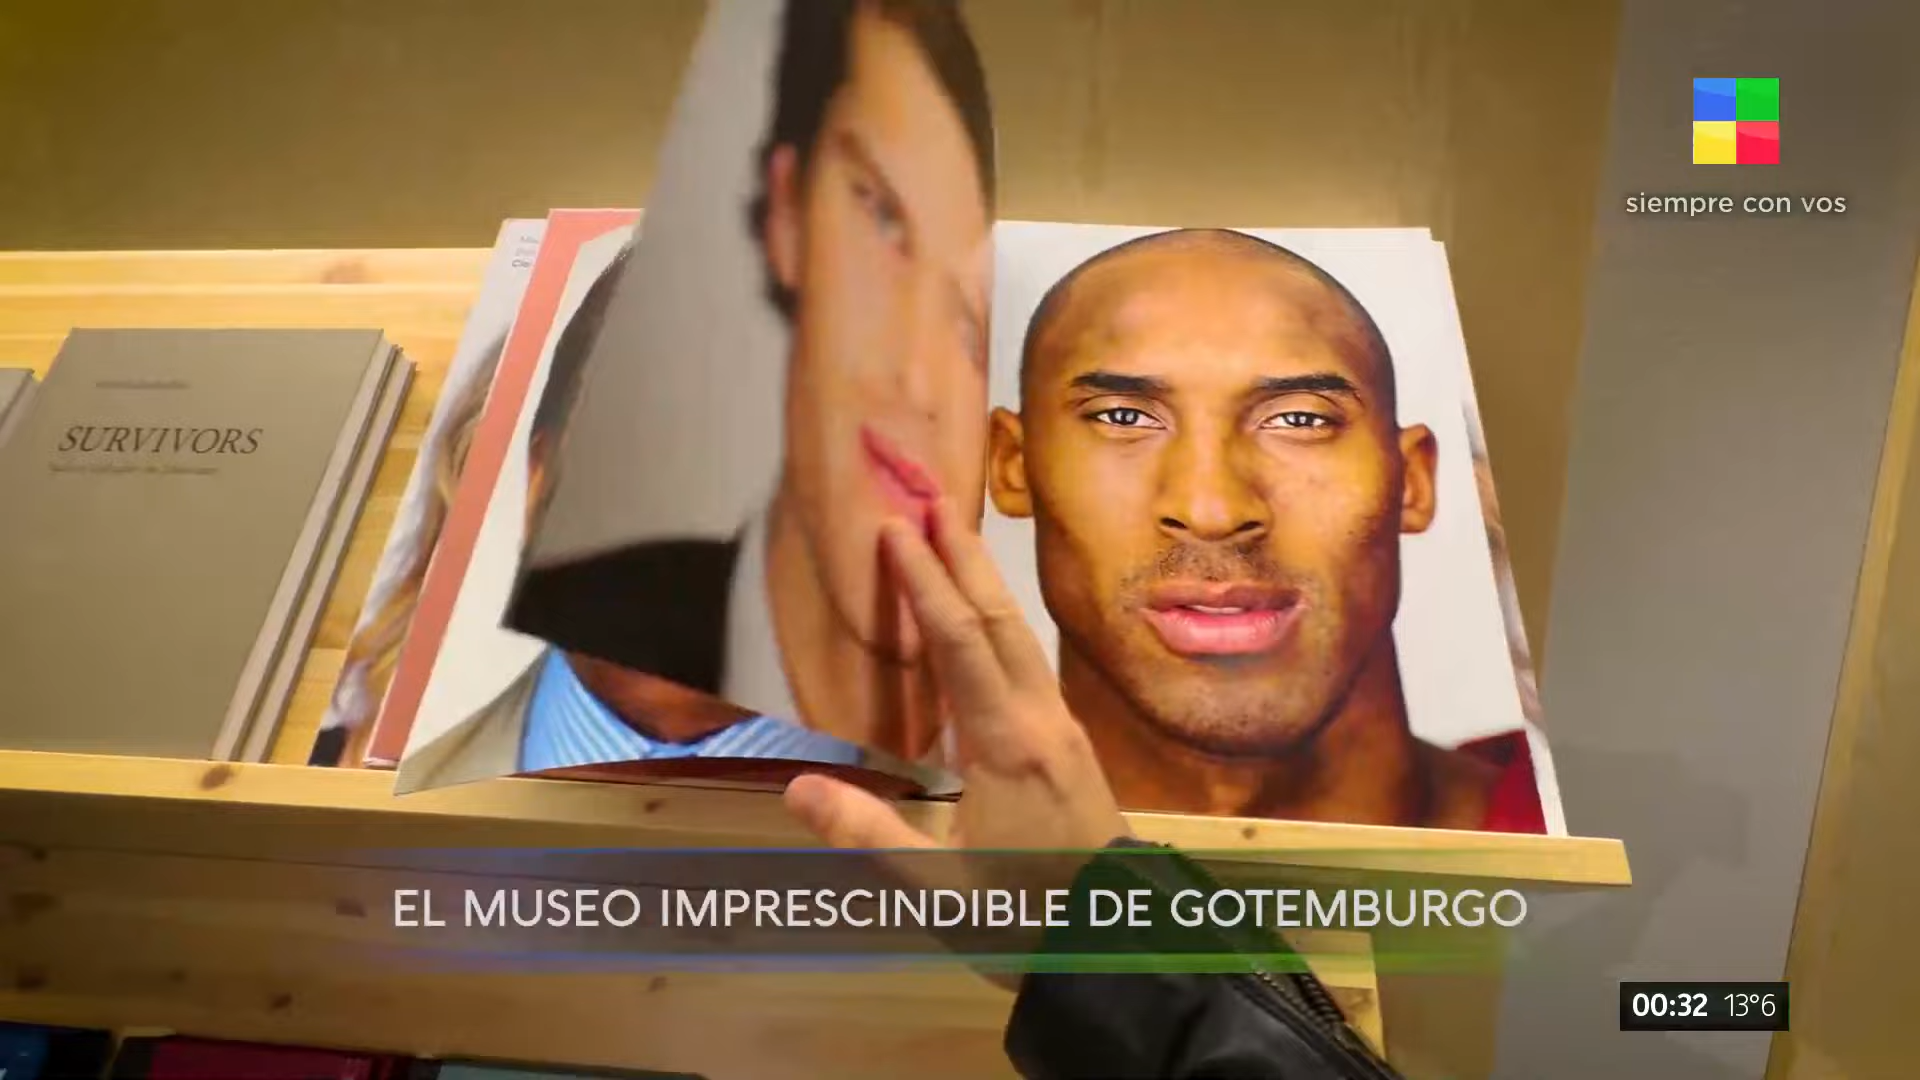 siempre con vos
SURVIVORS
EL MUSEO IMPRESCINDIBLE DE GOTEMBURGO
00:32 13°6